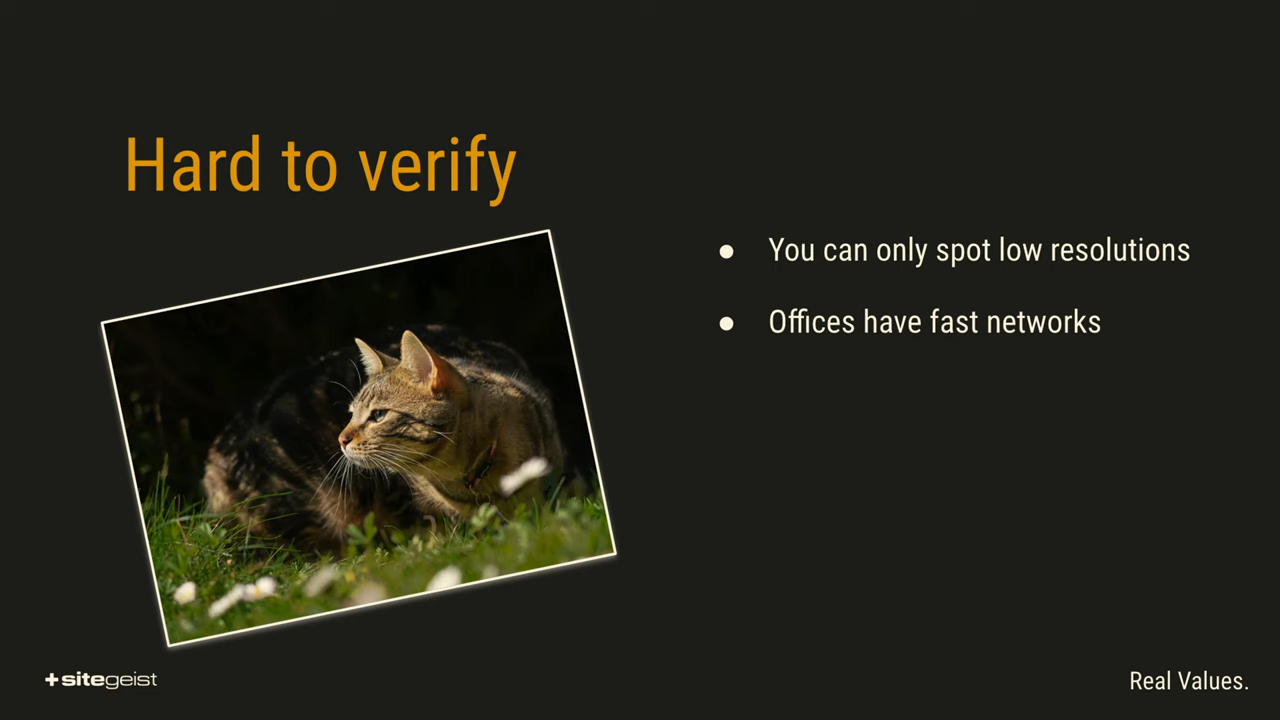 Hard to verify
● You can only spot low resolutions
● Offices have fast networks
+sitegeist
Real Values.